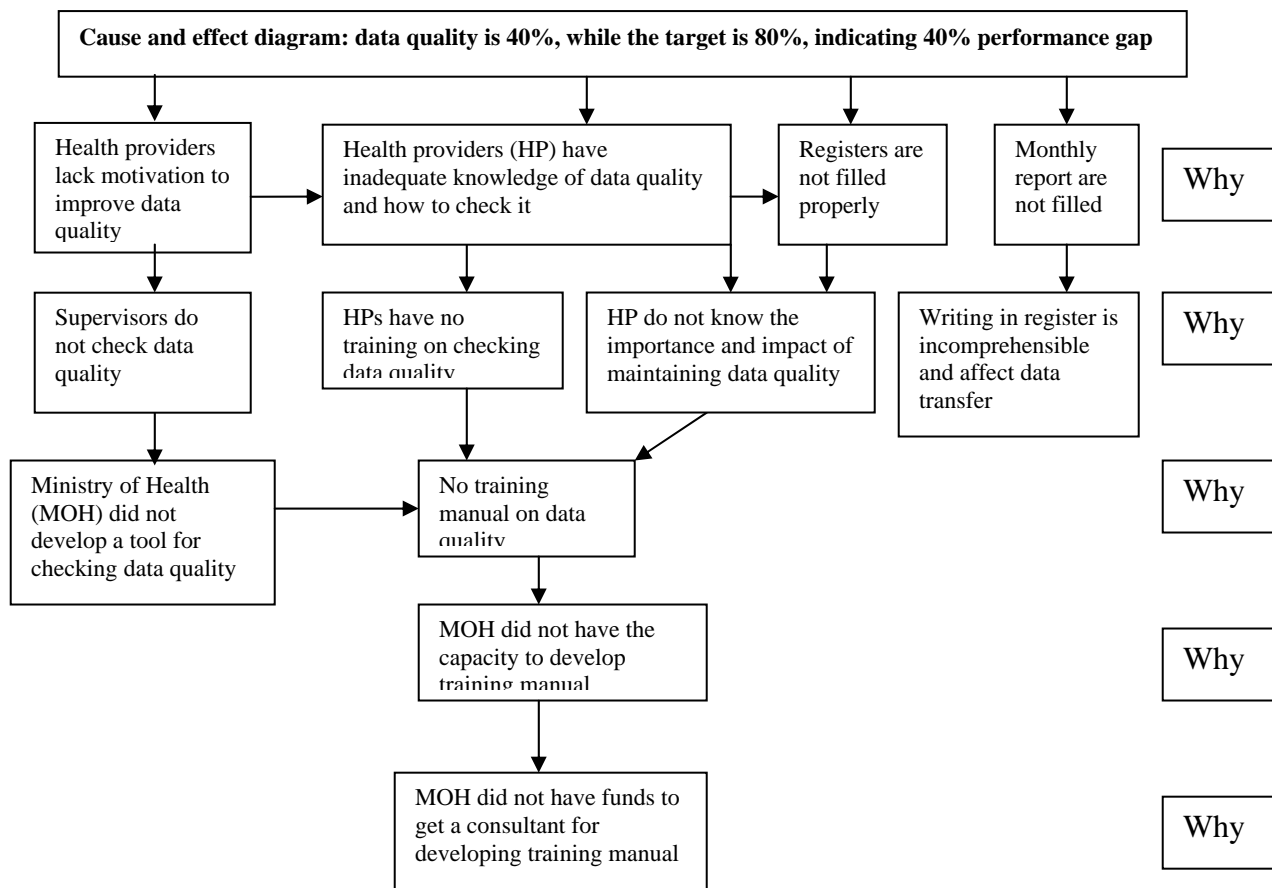 Cause and effect diagram: data quality is 40%, while the target is 80%, indicating 40% performance gap
Health providers
lack motivation to
improve data
quality
Health providers (HP) have
inadequate knowledge of data quality
and how to check it
Registers are
not filled
properly
Monthly
report are
not filled
Why
Supervisors do
not check data
quality
HPs have no
training on checking
data quality
HP do not know the
importance and impact of
maintaining data quality
Writing in register is
incomprehensible
and affect data
transfer
Why
Ministry of Health
(MOH) did not
develop a tool for
checking data quality
No training
manual on data
quality
Why
MOH did not have the
capacity to develop
training manual
Why
MOH did not have funds to
get a consultant for
developing training manual
Why